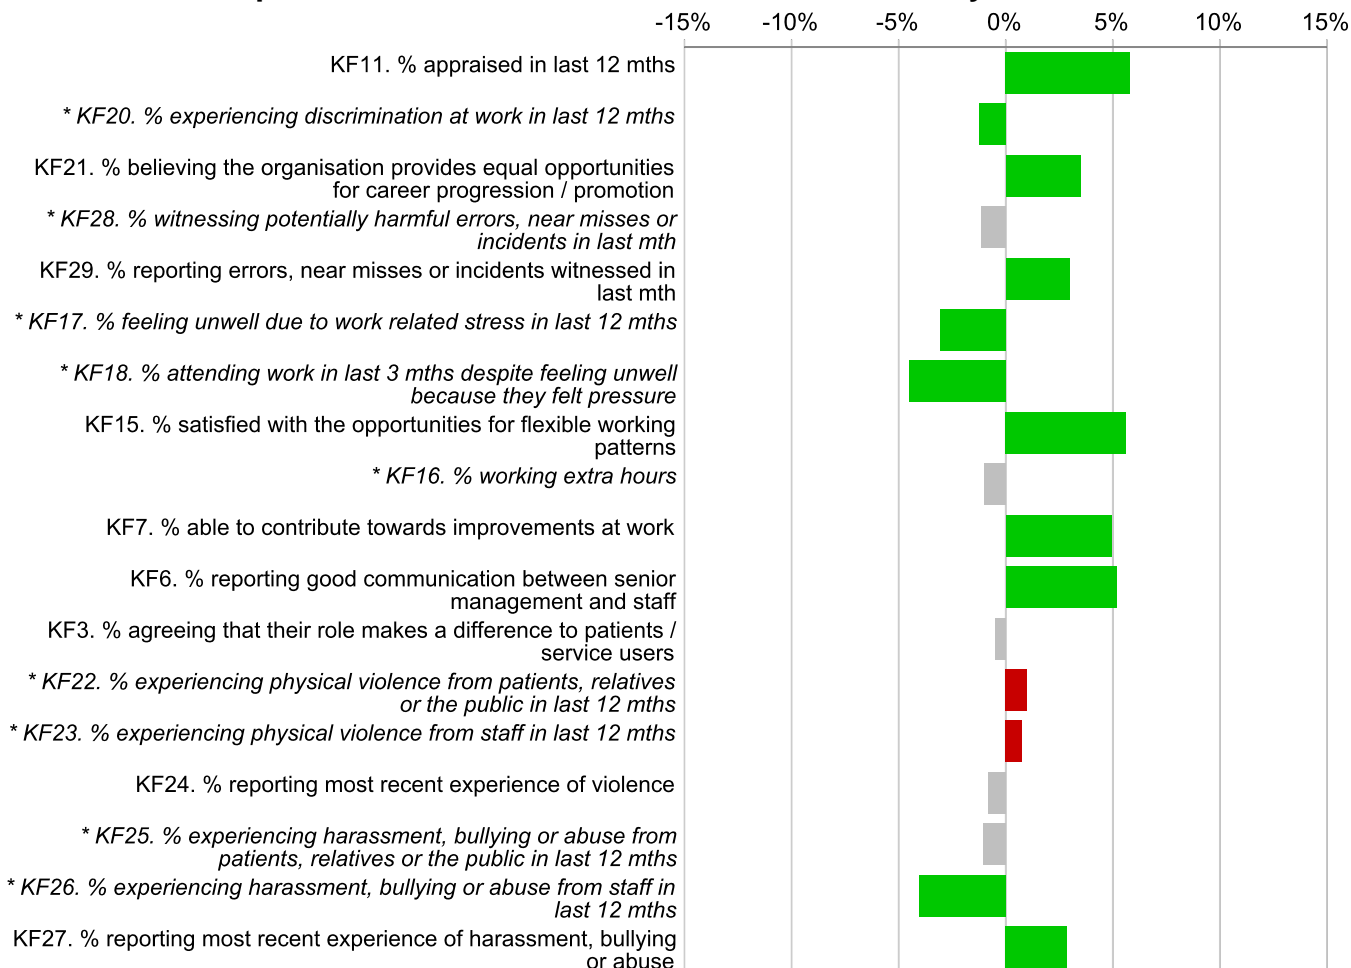 -15% -10% -5% 0% 5% 10% 15%
KF11. % appraised in last 12 mths
* KF20. % experiencing discrimination at work in last 12 mths
KF21. % believing the organisation provides equal opportunities
for career progression / promotion
* KF28. % witnessing potentially harmful errors, near misses or
incidents in last mth
KF29. % reporting errors, near misses or incidents witnessed in
last mth
* KF17. % feeling unwell due to work related stress in last 12 mths
* KF18. % attending work in last 3 mths despite feeling unwell
because they felt pressure
KF15. % satisfied with the opportunities for flexible working
patterns
* KF16. % working extra hours
KF7. % able to contribute towards improvements at work
KF6. % reporting good communication between senior
management and staff
KF3. % agreeing that their role makes a difference to patients /
service users
* KF22. % experiencing physical violence from patients, relatives
or the public in last 12 mths
* KF23. % experiencing physical violence from staff in last 12 mths
KF24. % reporting most recent experience of violence
* KF25. % experiencing harassment, bullying or abuse from
patients, relatives or the public in last 12 mths
* KF26. % experiencing harassment, bullying or abuse from staff in
last 12 mths
KF27. % reporting most recent experience of harassment, bullying
or abuse